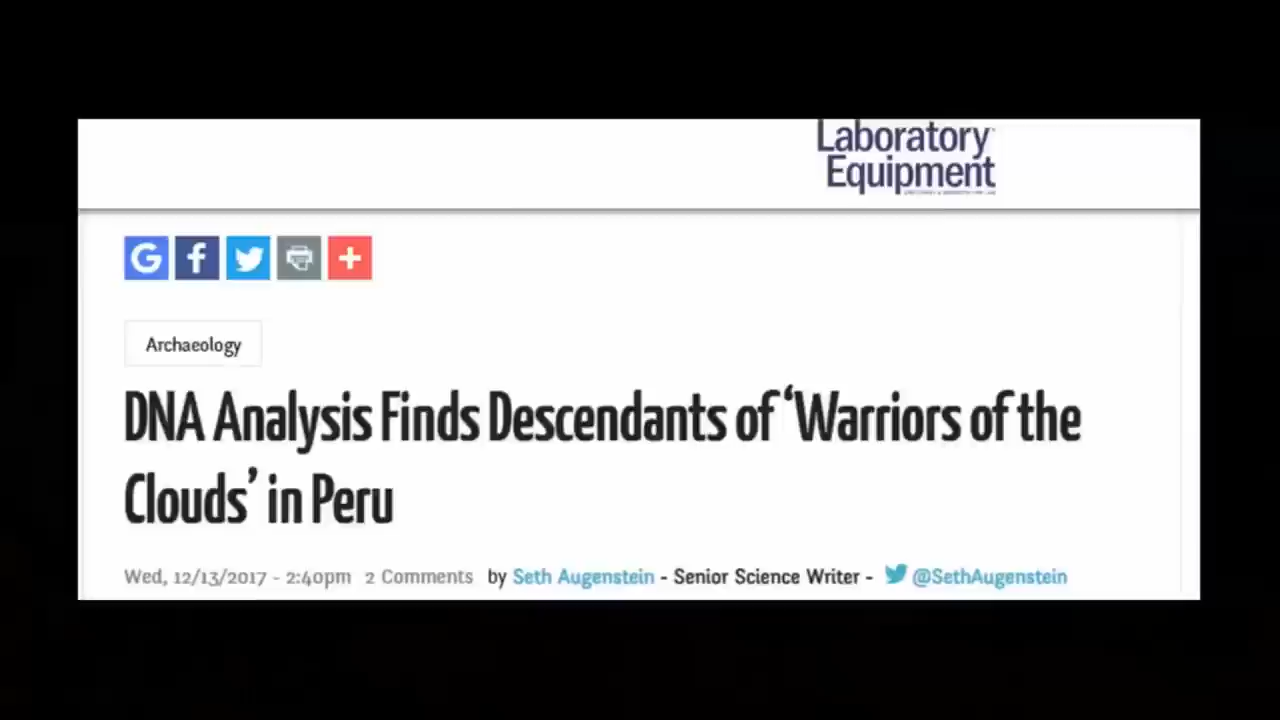 Laboratory
Equipment
Archaeology
DNA Analysis Finds Descendants of ‘Warriors of the
Clouds’ in Peru
Wed, 12/13/2017 - 2:40pm 2 Comments by Seth Augenstein - Senior Science Writer - @SethAugenstein